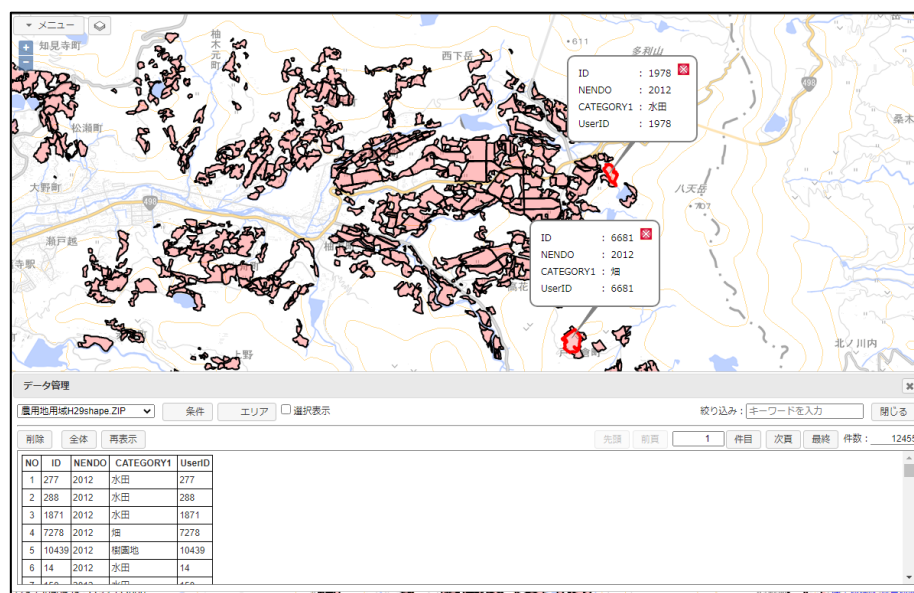 メニュー
知見寺町
柚木元町
西下岳
・611
多利山
498
桑木
松瀬町
大野町
498
八天岳
・707
瀬戸越
上野
北ノ川内
ID : 1978
NENDO : 2012
CATEGORY1 : 水田
UserID : 1978
ID : 6681
NENDO : 2012
CATEGORY1 : 畑
UserID : 6681
データ管理
農用地用域H29shape.ZIP 条件 エリア 選択表示 絞り込み: キーワードを入力 閉じる
削除 全体 再表示 先頭 前頁 1 件目 次頁 最終 件数: 12455
NO ID NENDO CATEGORY1 UserID
1 277 2012 水田 277
2 288 2012 水田 288
3 1871 2012 水田 1871
4 7278 2012 畑 7278
5 10439 2012 樹園地 10439
6 14 2012 水田 14